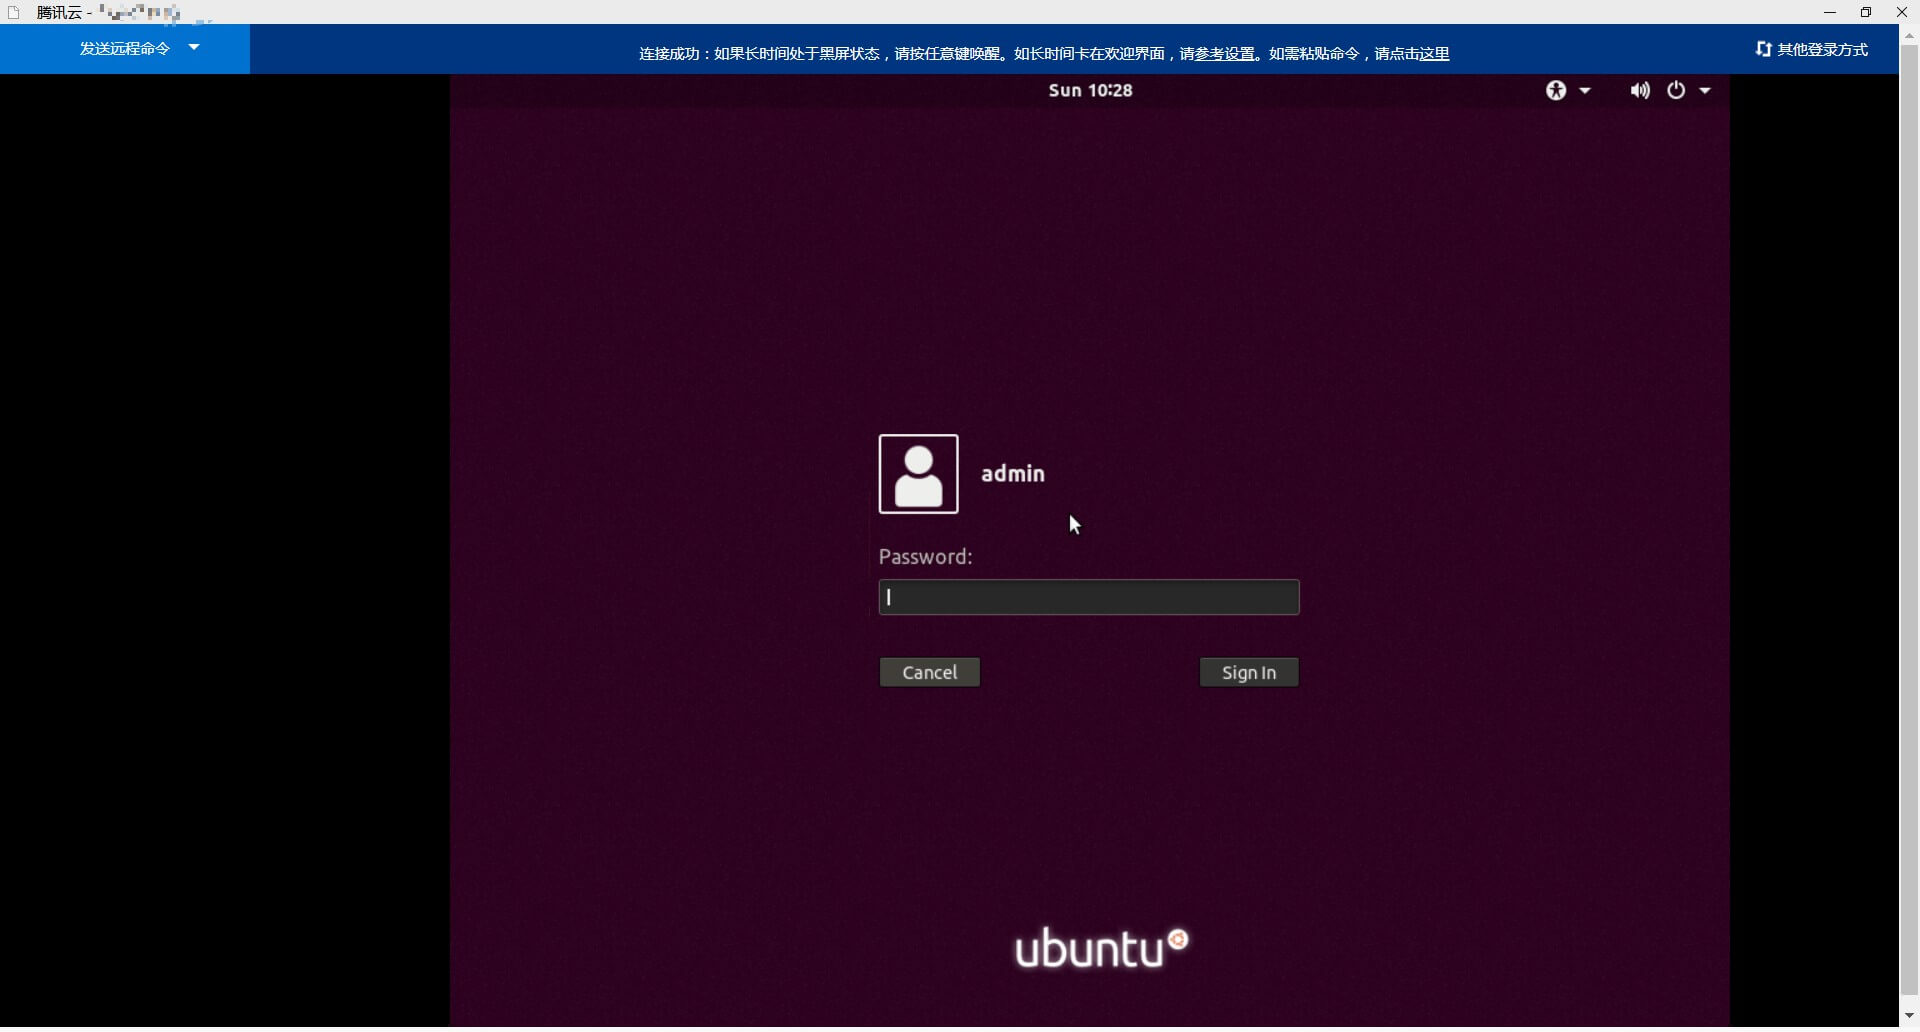 腾讯云 -
发送远程命令
连接成功：如果长时间处于黑屏状态，请按任意键唤醒。如长时间卡在欢迎界面，请参考设置。如需粘贴命令，请点击这里
其他登录方式
Sun 10:28
admin
Password:
Cancel
Sign In
ubuntu